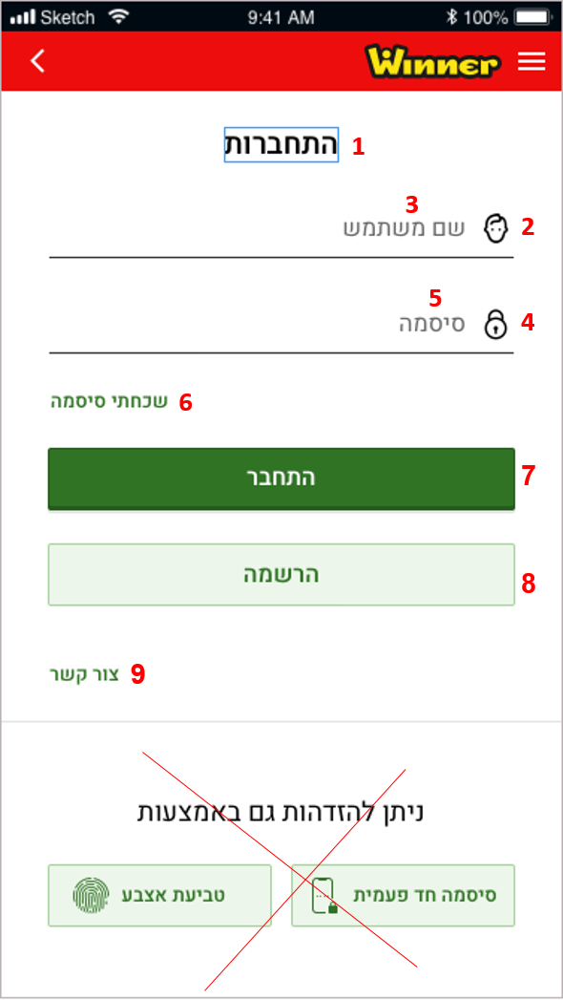 Sketch 9:41 AM 100%
Winner
התחברות 1
3
שם משתמש 2
5
סיסמה 4
שכחתי סיסמה 6
התחבר 7
הרשמה 8
צור קשר 9
ניתן להזדהות גם באמצעות
סיסמה חד פעמית טביעת אצבע